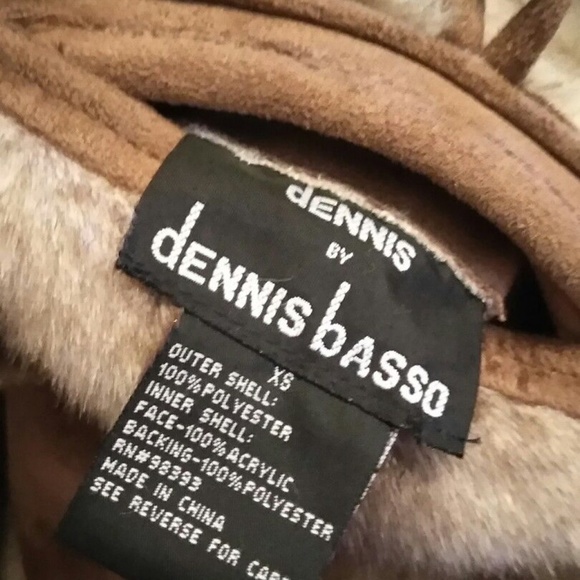 dENNIS
BY
dENNIS bASSO
XS
OUTER SHELL:
100%POLYESTER
INNER SHELL:
FACE-100%ACRYLIC
BACKING-100%POLYESTER
RN#98393
MADE IN CHINA
SEE REVERSE FOR CARE